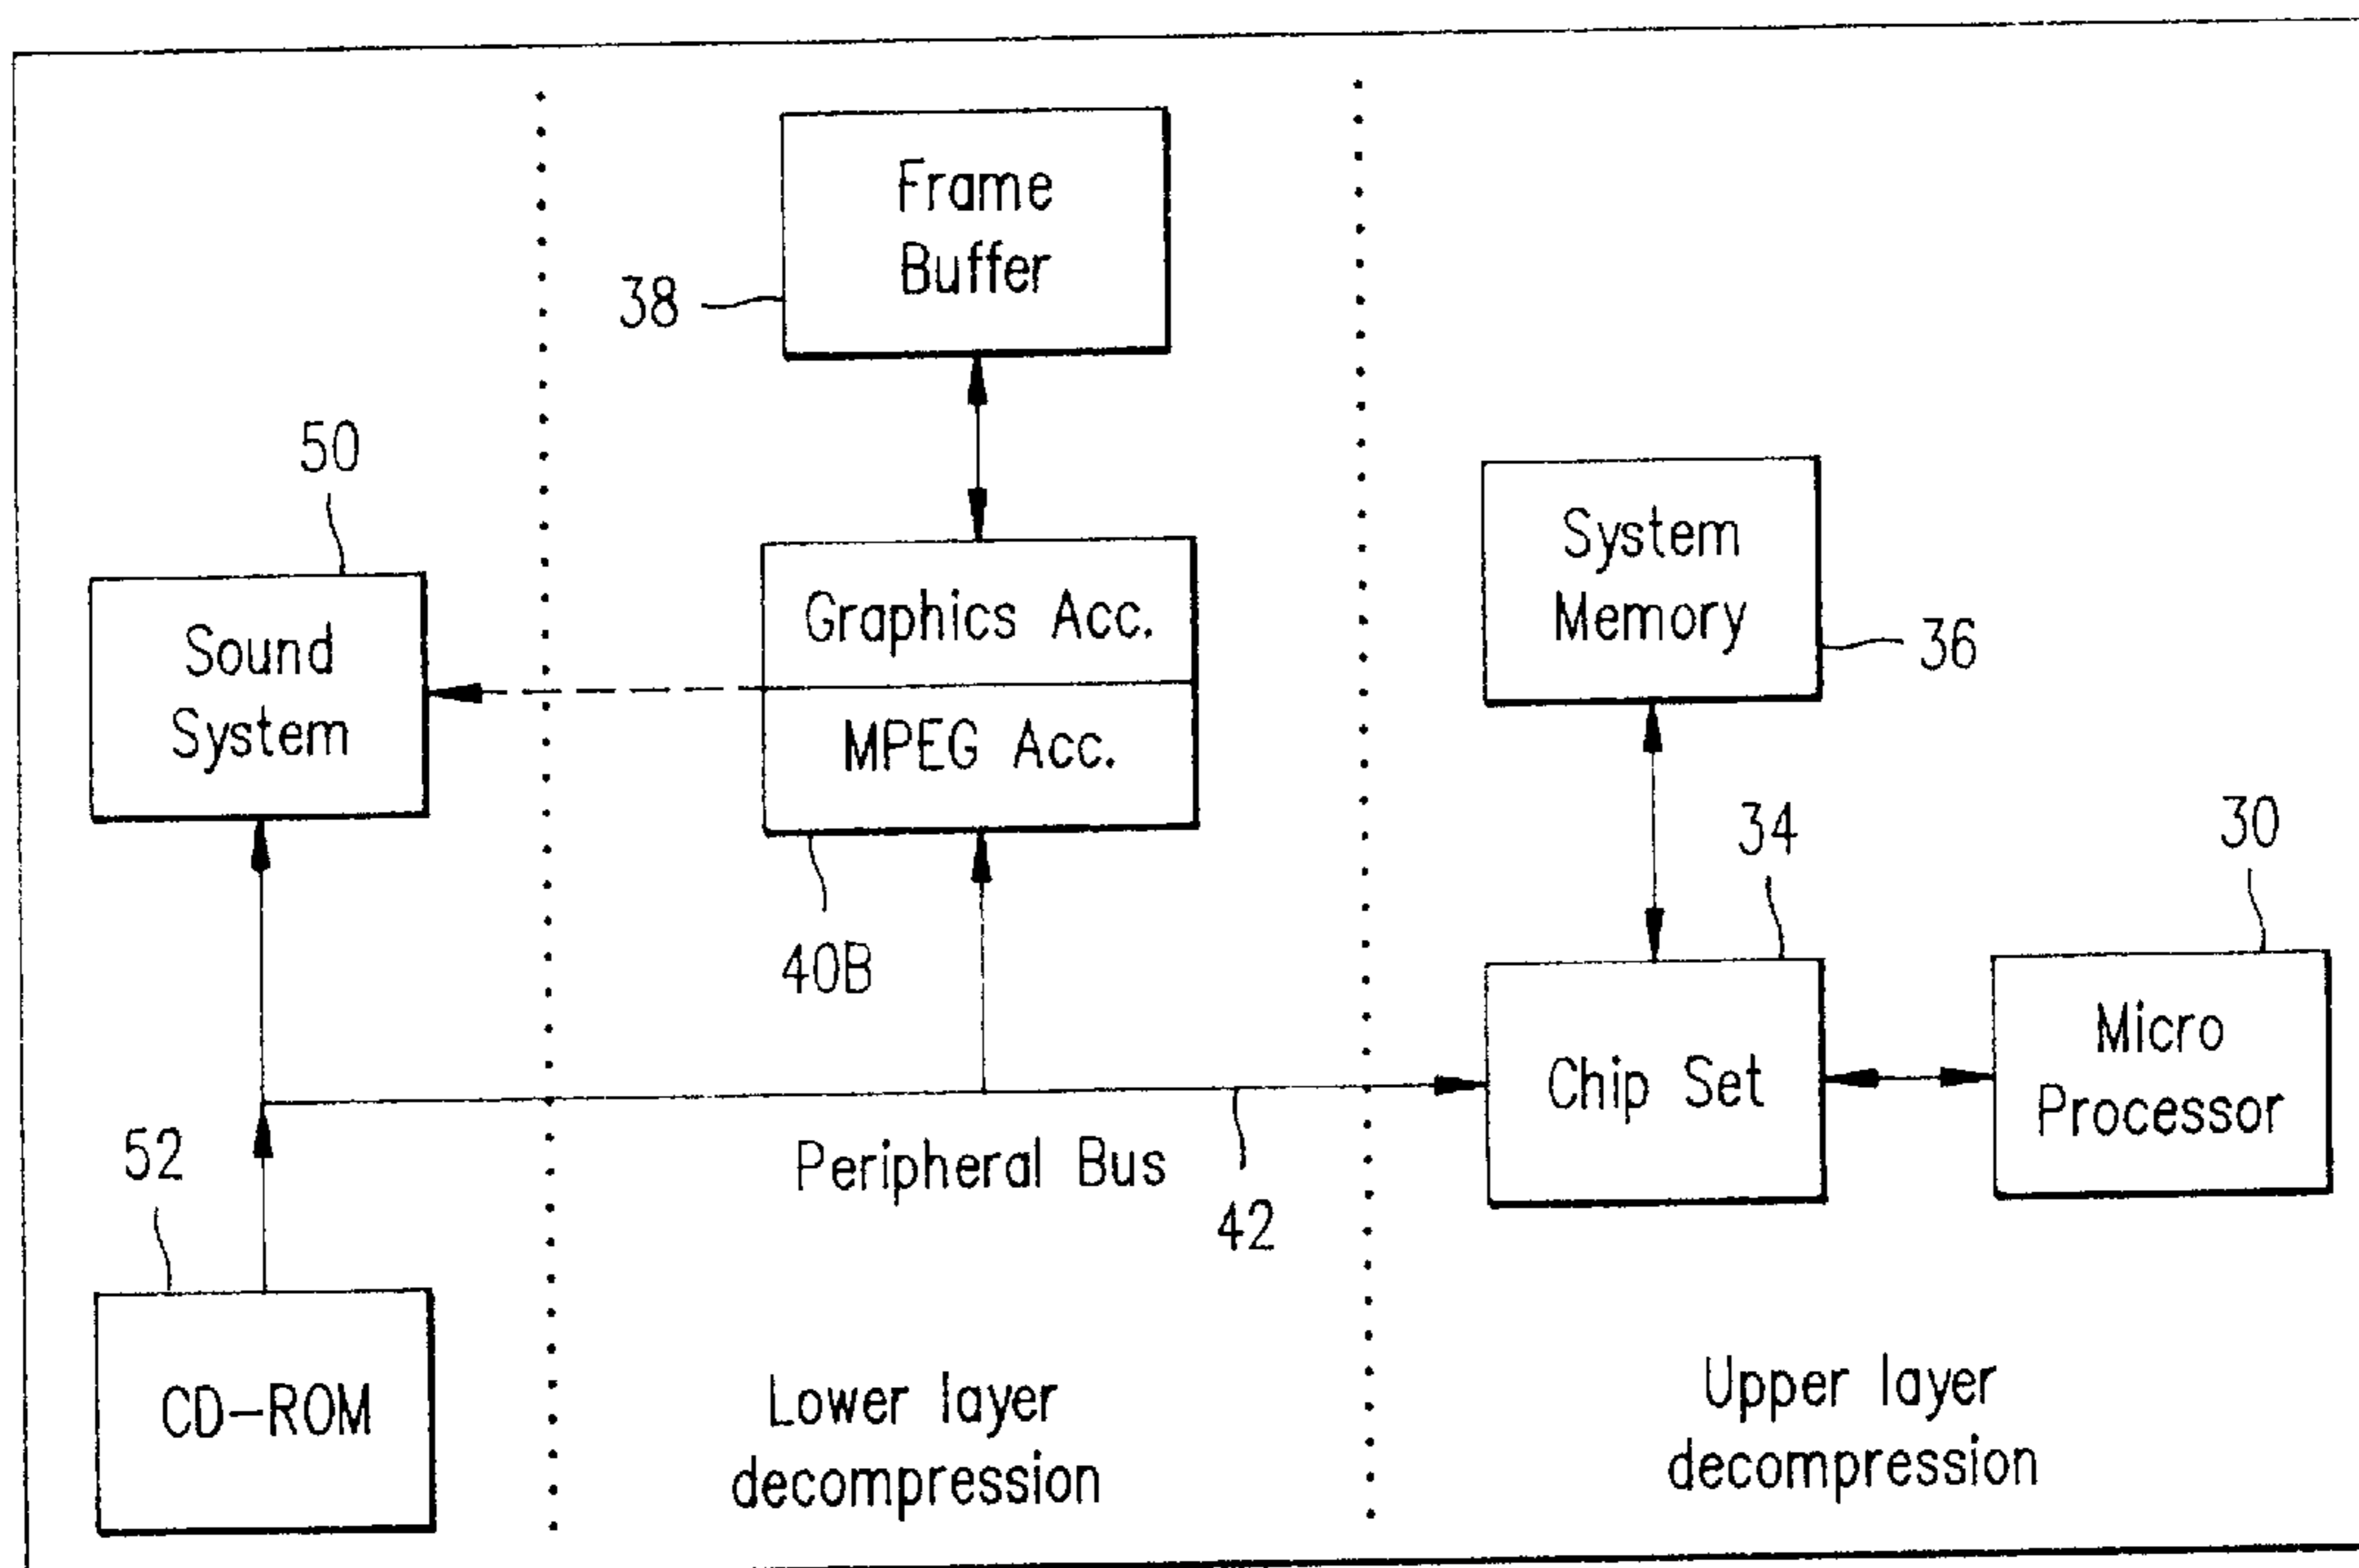 Frame
Buffer
38
50
Sound
System
Graphics Acc.
MPEG Acc.
40B
System
Memory
36
34
30
Chip Set
Micro
Processor
Peripheral Bus
42
52
CD-ROM
Lower layer
decompression
Upper layer
decompression